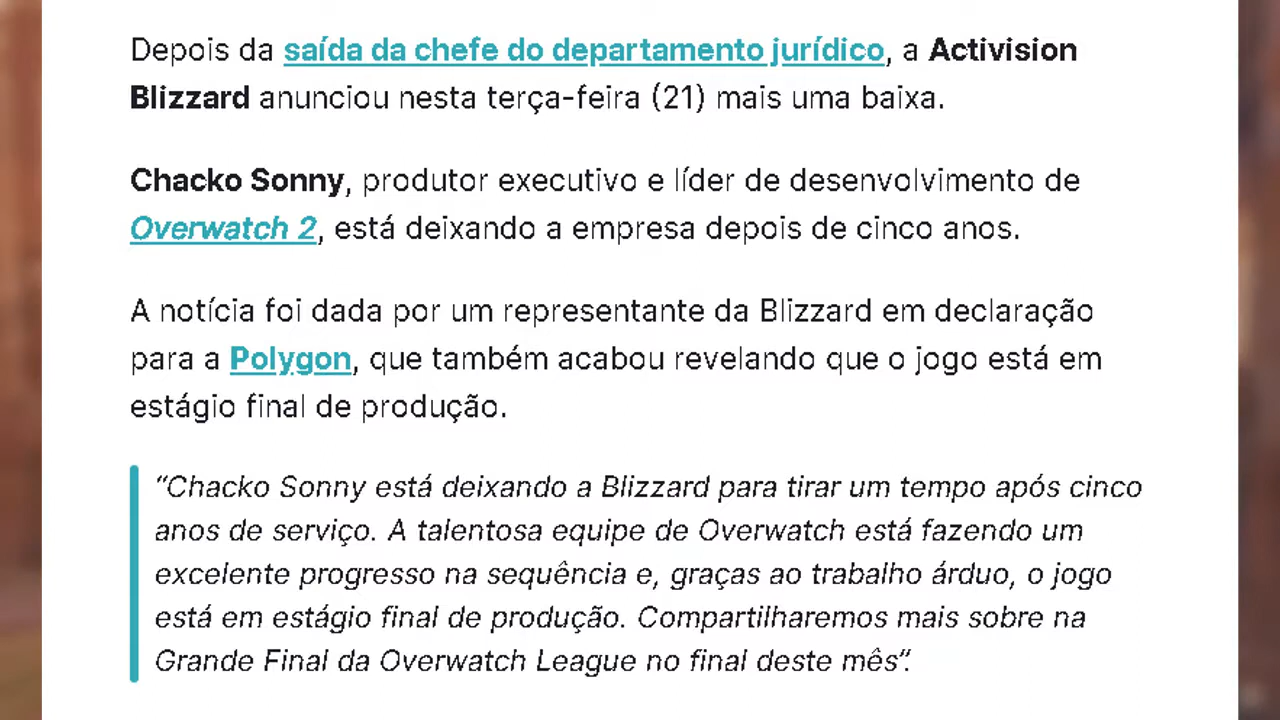 Depois da saída da chefe do departamento jurídico, a Activision
Blizzard anunciou nesta terça-feira (21) mais uma baixa.
Chacko Sonny, produtor executivo e líder de desenvolvimento de
Overwatch 2, está deixando a empresa depois de cinco anos.
A notícia foi dada por um representante da Blizzard em declaração
para a Polygon, que também acabou revelando que o jogo está em
estágio final de produção.
“Chacko Sonny está deixando a Blizzard para tirar um tempo após cinco
anos de serviço. A talentosa equipe de Overwatch está fazendo um
excelente progresso na sequência e, graças ao trabalho árduo, o jogo
está em estágio final de produção. Compartilharemos mais sobre na
Grande Final da Overwatch League no final deste mês”.